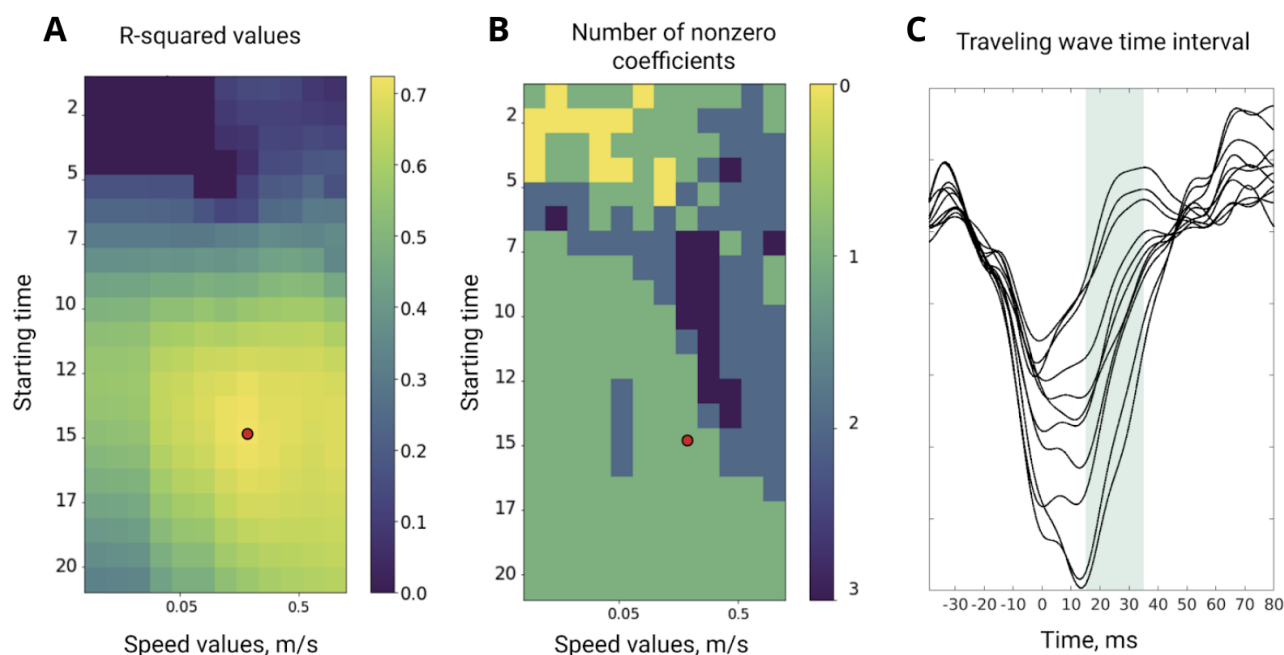 A
R-squared values
Starting time
2
5
7
10
12
15
17
20
0.05
0.5
Speed values, m/s
0.7
0.6
0.5
0.4
0.3
0.2
0.1
0.0
B
Number of nonzero
coefficients
Starting time
2
5
7
10
12
15
17
20
0.05
0.5
Speed values, m/s
0
1
2
3
C
Traveling wave time interval
-30 -20 -10 0 10 20 30 40 50 60 70 80
Time, ms